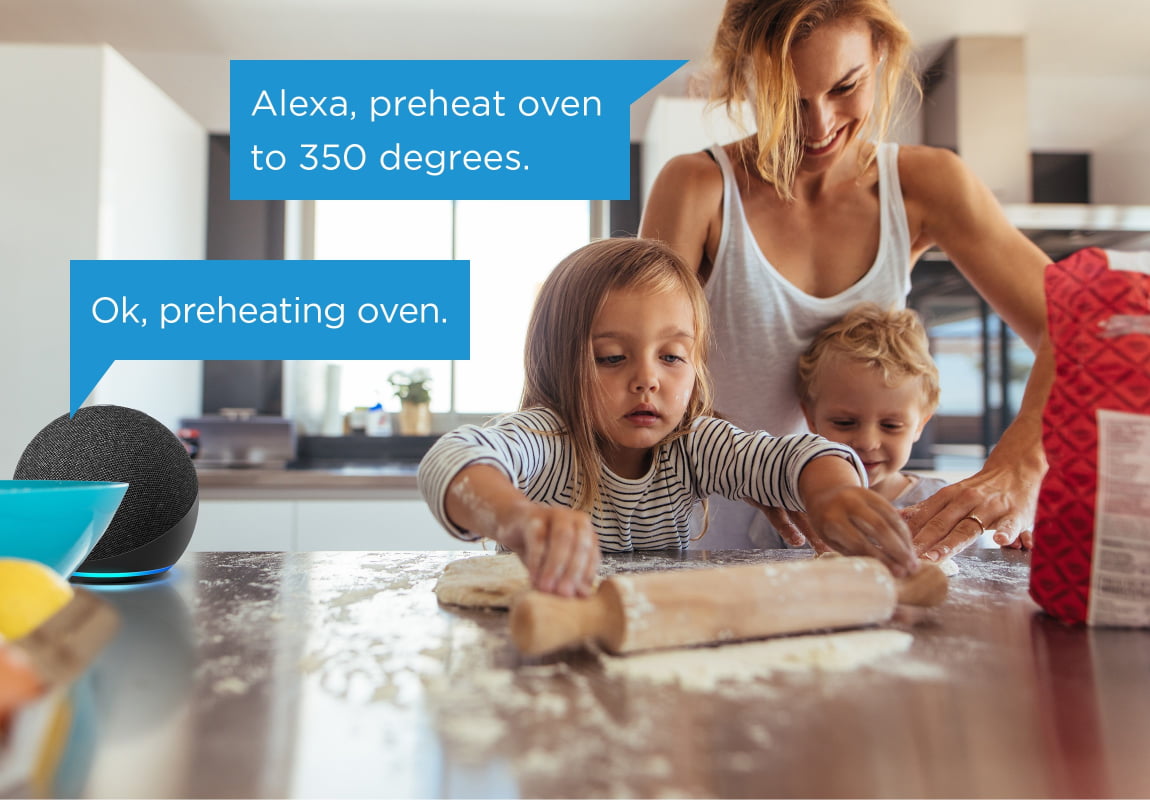 Alexa, preheat oven
to 350 degrees.
Ok, preheating oven.